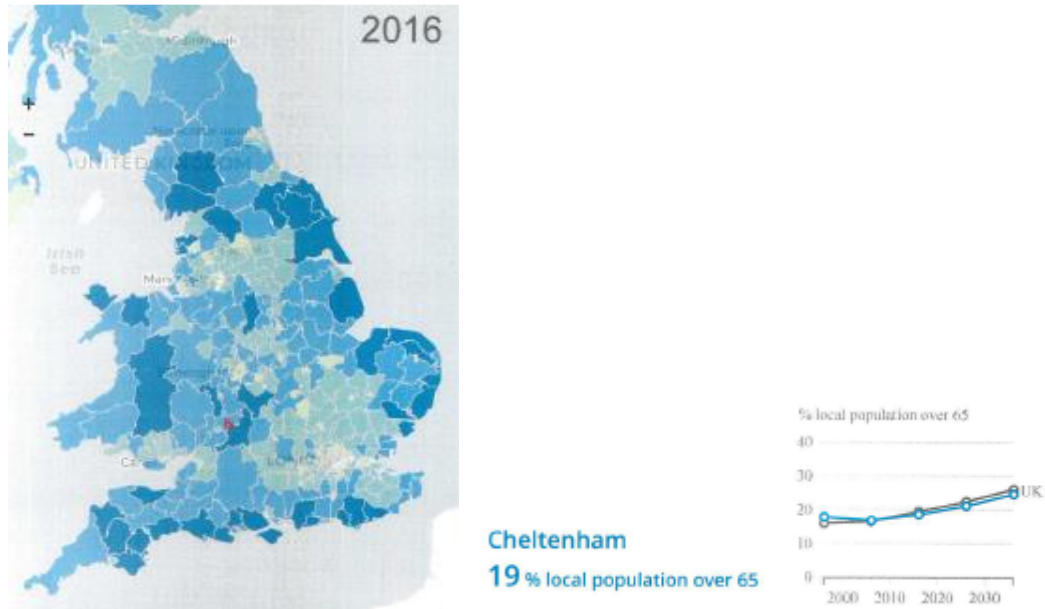 2016
+
−
UNITED KINGDOM
Irish
Sea
Cheltenham
19 % local population over 65
% local population over 65
40
30
20
10
0
UK
2000 2010 2020 2030